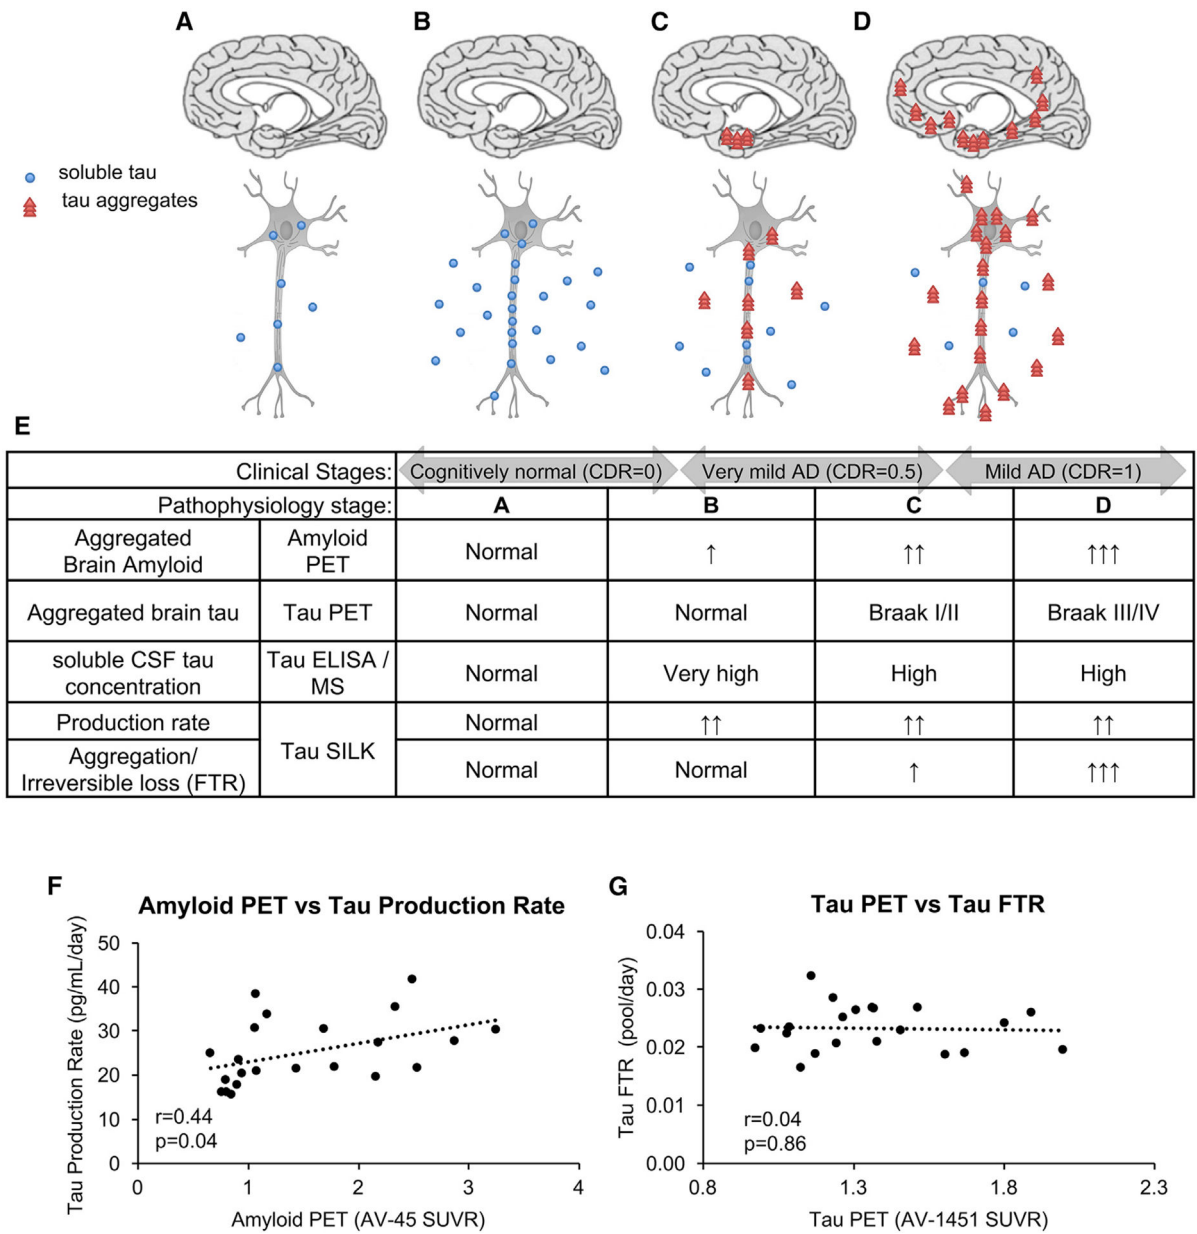 A
B
C
D
soluble tau
tau aggregates
E
Clinical Stages:
Cognitively normal (CDR=0)
Very mild AD (CDR=0.5)
Mild AD (CDR=1)
Pathophysiology stage:
A
B
C
D
Aggregated
Brain Amyloid
Amyloid
PET
Normal
↑
↑↑
↑↑↑
Aggregated brain tau
Tau PET
Normal
Normal
Braak I/II
Braak III/IV
soluble CSF tau
concentration
Tau ELISA /
MS
Normal
Very high
High
High
Production rate
Tau SILK
Normal
↑↑
↑↑
↑↑
Aggregation/
Irreversible loss (FTR)
Normal
Normal
↑
↑↑↑
F
Amyloid PET vs Tau Production Rate
Tau Production Rate (pg/mL/day)
50
40
30
20
10
0
r=0.44
p=0.04
0
1
2
3
4
Amyloid PET (AV-45 SUVR)
G
Tau PET vs Tau FTR
Tau FTR (pool/day)
0.04
0.03
0.02
0.01
0.00
r=0.04
p=0.86
0.8
1.3
1.8
2.3
Tau PET (AV-1451 SUVR)